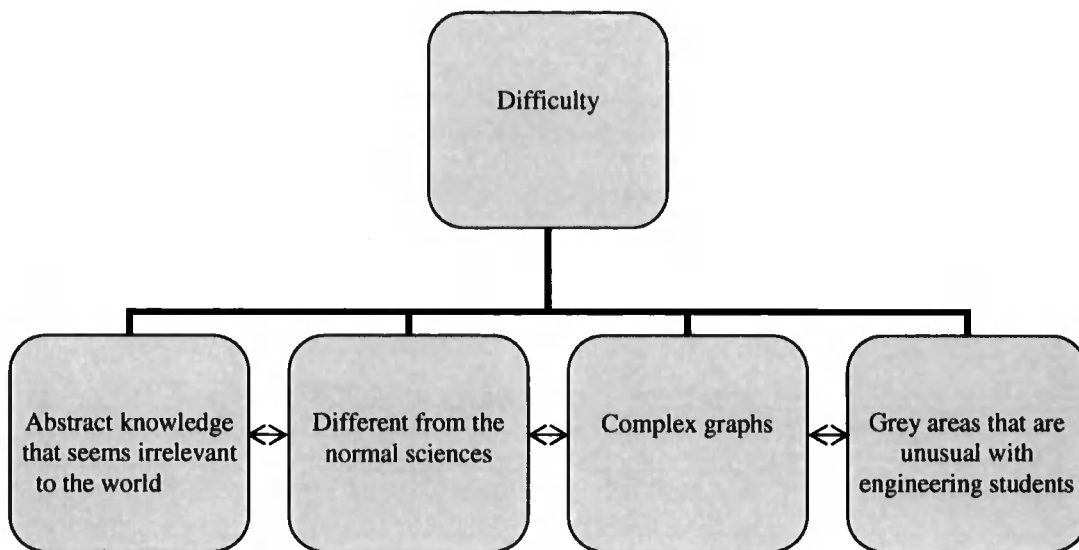 Difficulty
Abstract knowledge
that seems irrelevant
to the world
Different from the
normal sciences
Complex graphs
Grey areas that are
unusual with
engineering students